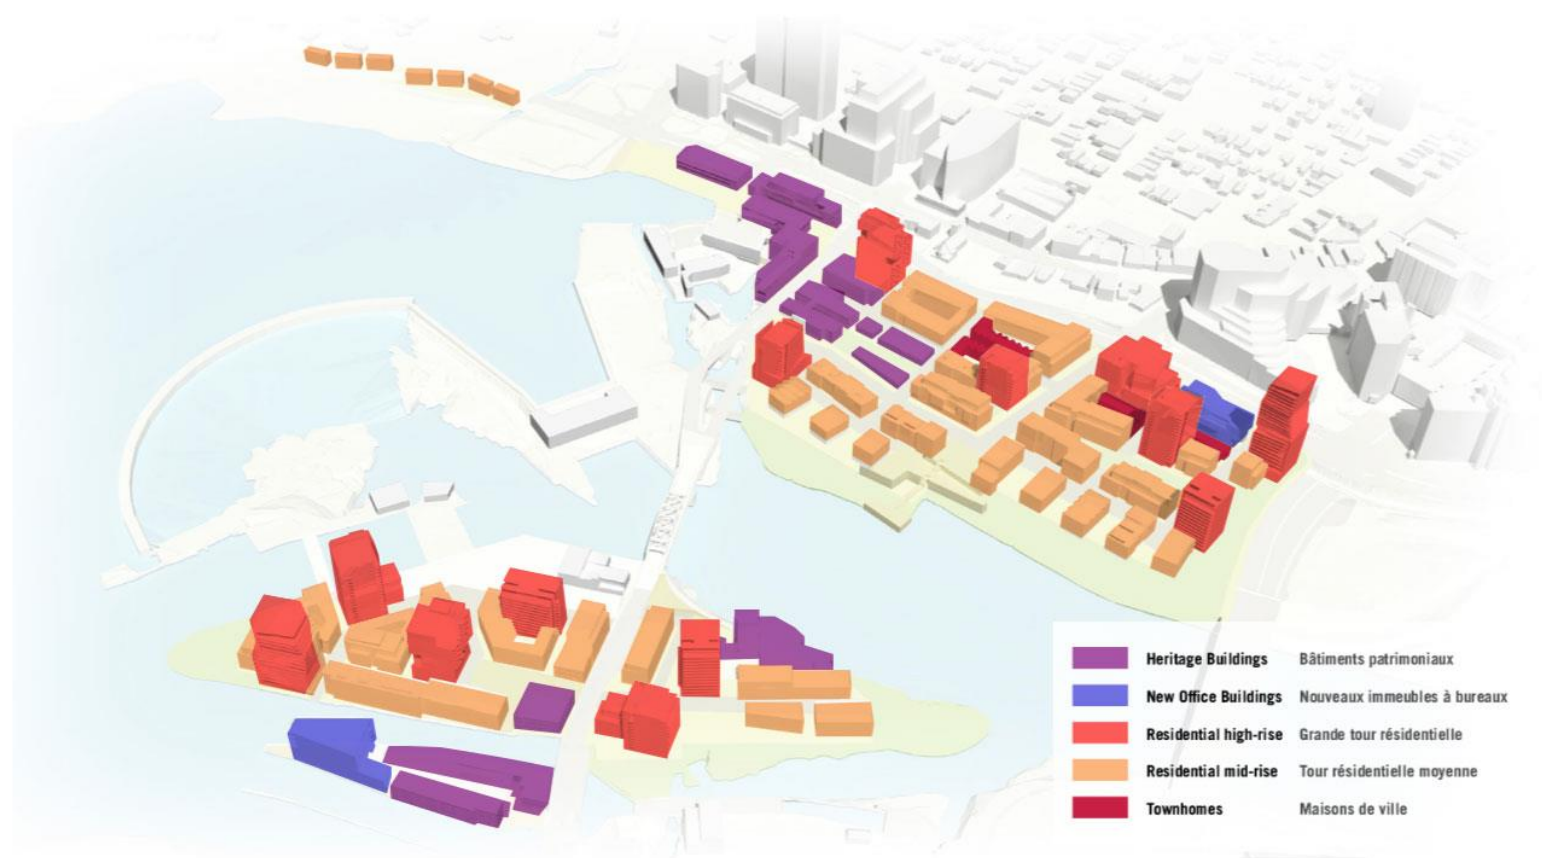 Heritage Buildings Bâtiments patrimoniaux
New Office Buildings Nouveaux immeubles à bureaux
Residential high-rise Grande tour résidentielle
Residential mid-rise Tour résidentielle moyenne
Townhomes Maisons de ville